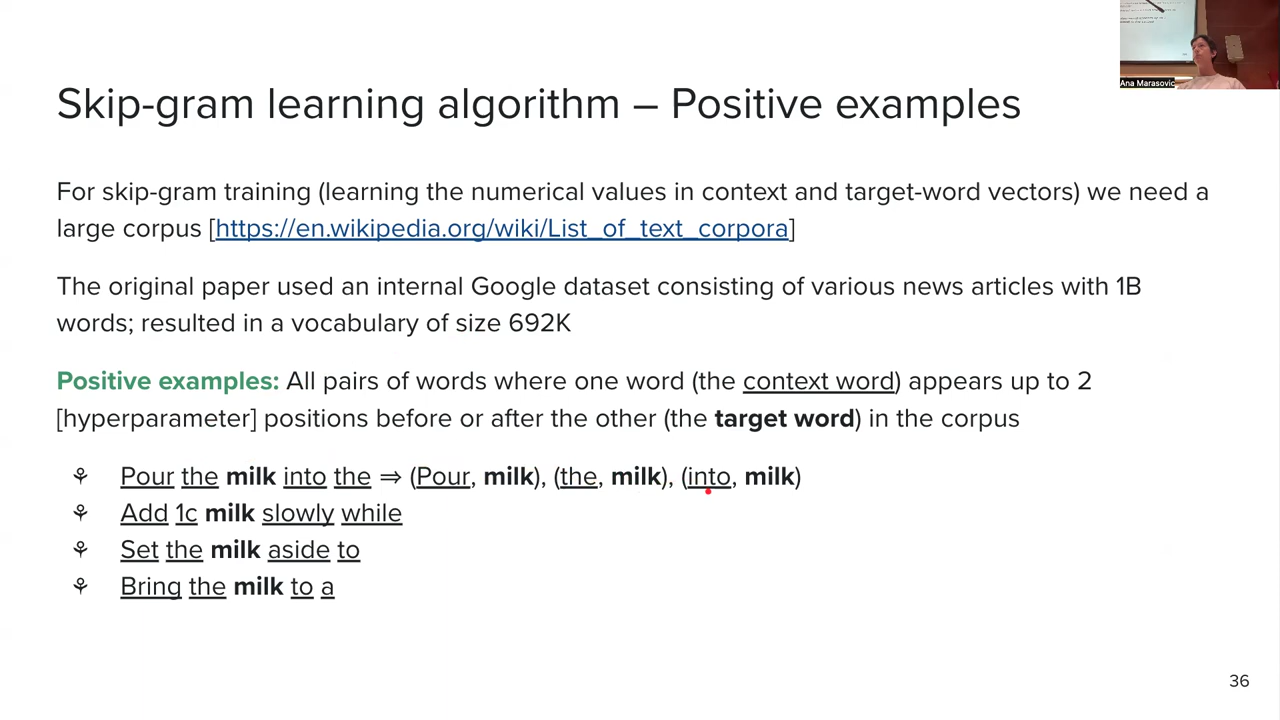 Ana Marasovic
Skip-gram learning algorithm – Positive examples
For skip-gram training (learning the numerical values in context and target-word vectors) we need a
large corpus [https://en.wikipedia.org/wiki/List_of_text_corpora]
The original paper used an internal Google dataset consisting of various news articles with 1B
words; resulted in a vocabulary of size 692K
Positive examples: All pairs of words where one word (the context word) appears up to 2
[hyperparameter] positions before or after the other (the target word) in the corpus
Pour the milk into the ⇒ (Pour, milk), (the, milk), (into, milk)
Add 1c milk slowly while
Set the milk aside to
Bring the milk to a
36